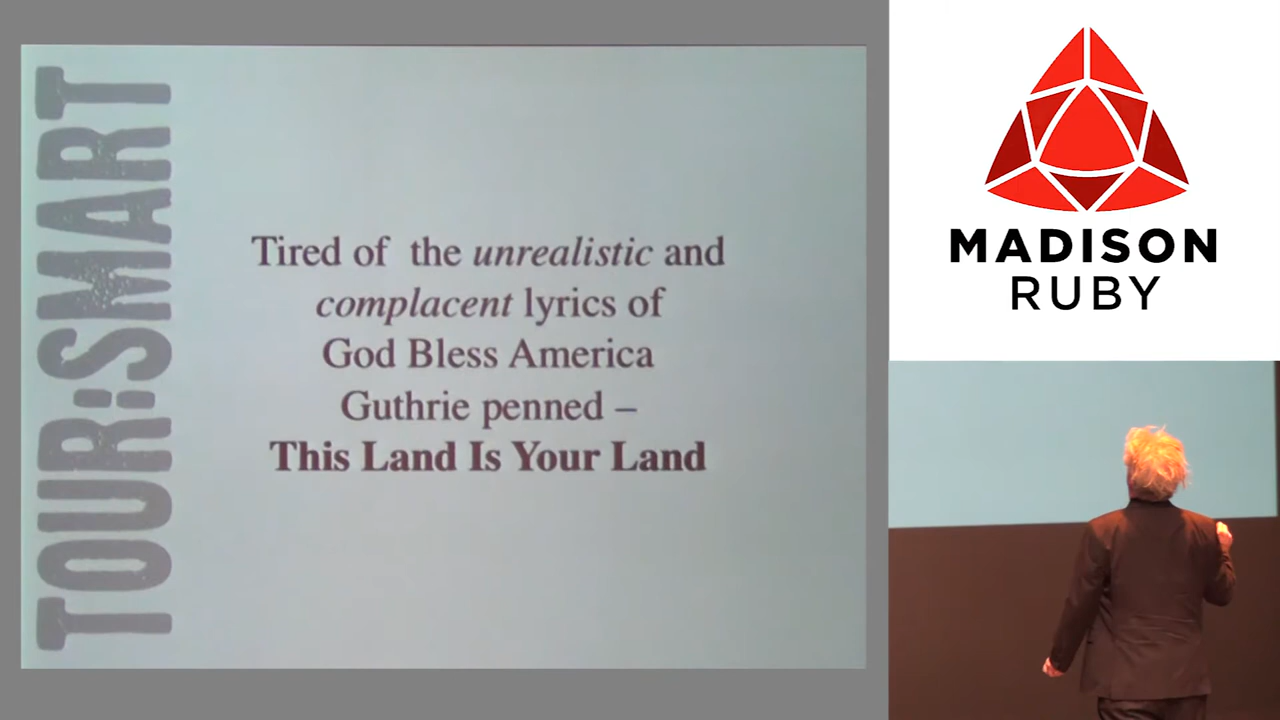 TOUR:SMART
Tired of the unrealistic and
complacent lyrics of
God Bless America
Guthrie penned –
This Land Is Your Land
MADISON
RUBY